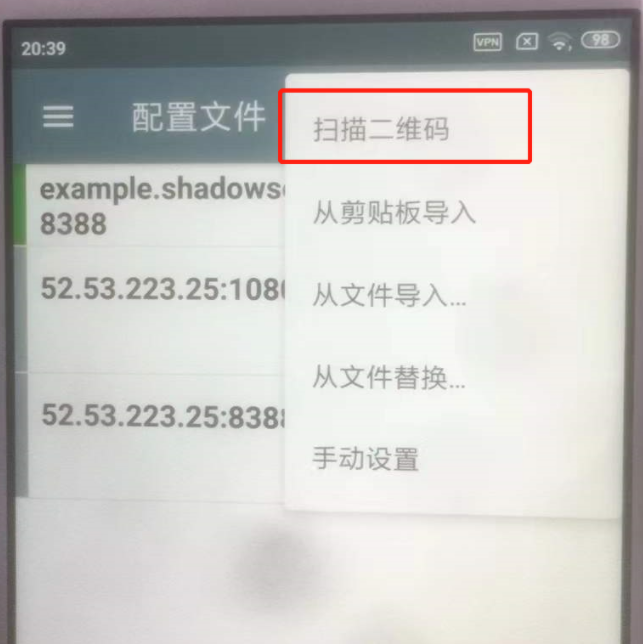 20:39
VPN
98
配置文件
扫描二维码
example.shadows
8388
从剪贴板导入
52.53.223.25:108
从文件导入...
从文件替换...
52.53.223.25:8388
手动设置